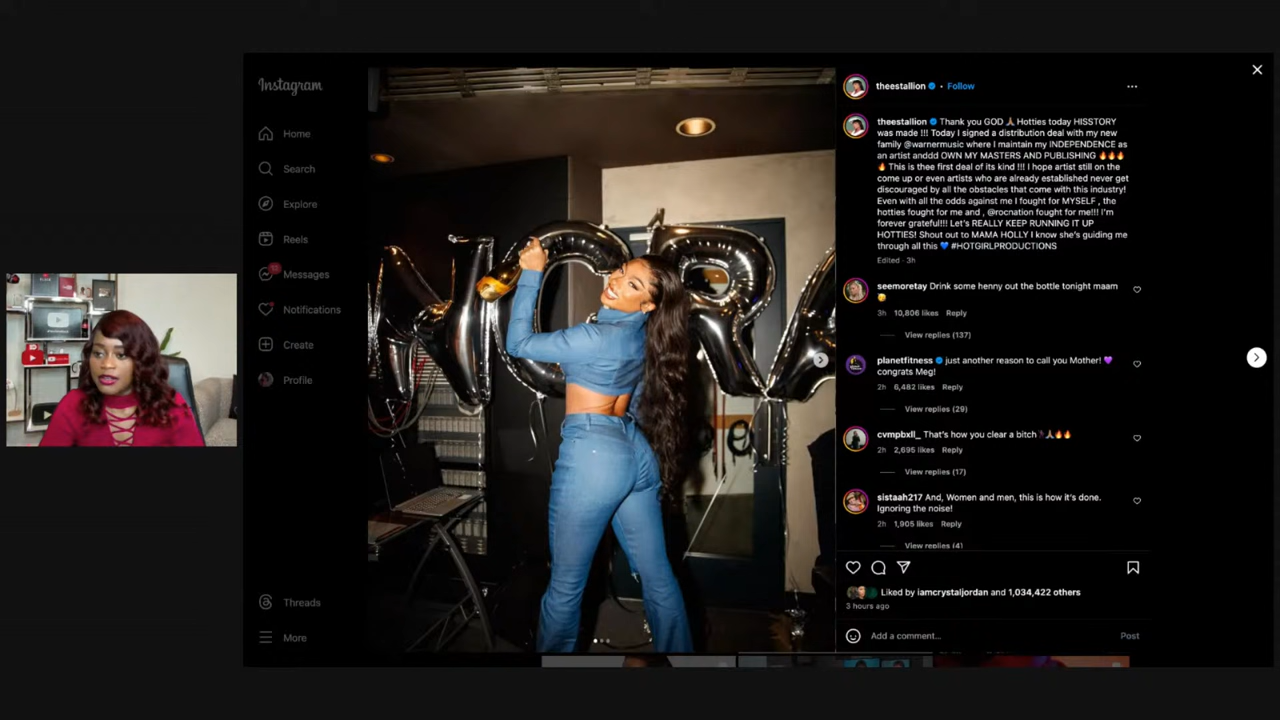 Instagram
Home
Search
Explore
Reels
Messages
Notifications
Create
Profile
Threads
More
theestallion • Follow
theestallion Thank you GOD 🙏🏾 Hotties today HISSTORY
was made !!! Today I signed a distribution deal with my new
family @warnermusic where I maintain my INDEPENDENCE as
an artist anddd OWN MY MASTERS AND PUBLISHING 🔥🔥🔥🔥
🔥 This is thee first deal of its kind !!! I hope artist still on the
come up or even artists who are already established never get
discouraged by all the obstacles that come with this industry!
Even with all the odds against me I fought for MYSELF , the
hotties fought for me and , @rocnation fought for me!!! I'm
forever grateful!!! Let's REALLY KEEP RUNNING IT UP
HOTTIES! Shout out to MAMA HOLLY I know she's guiding me
through all this 💙 #HOTGIRLPRODUCTIONS
Edited · 3h
seemoretay Drink some henny out the bottle tonight maam
3h 10,806 likes Reply
View replies (137)
planetfitness just another reason to call you Mother! 💜
congrats Meg!
2h 6,482 likes Reply
View replies (29)
cvmpbxll_ That's how you clear a bitch 🙏🏾🔥🔥
2h 2,695 likes Reply
View replies (17)
sistaah217 And, Women and men, this is how it's done.
Ignoring the noise!
2h 1,905 likes Reply
View replies (4)
Liked by iamcrystaljordan and 1,034,422 others
3 hours ago
Add a comment... Post